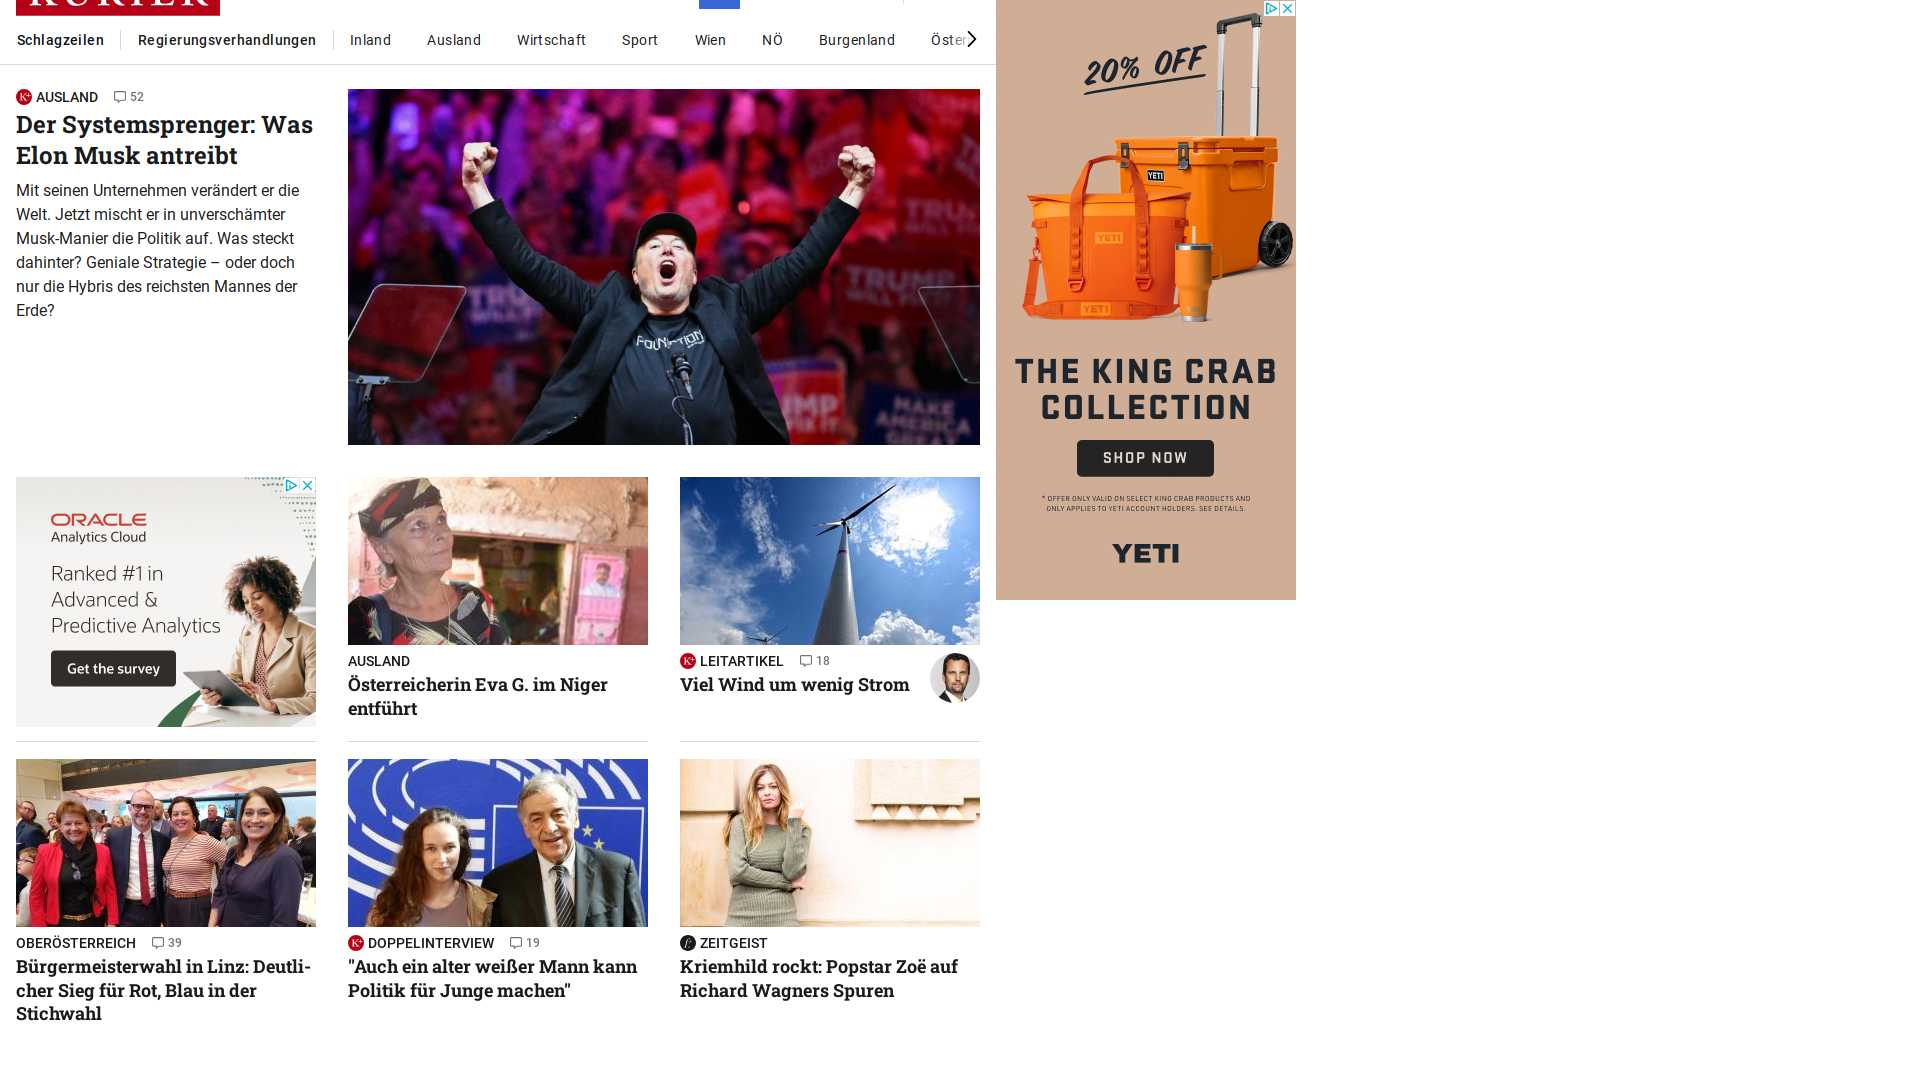 KURIER
Schlagzeilen
Regierungsverhandlungen
Inland
Ausland
Wirtschaft
Sport
Wien
NÖ
Burgenland
Öster
AUSLAND
52
Der Systemsprenger: Was
Elon Musk antreibt
Mit seinen Unternehmen verändert er die
Welt. Jetzt mischt er in unverschämter
Musk-Manier die Politik auf. Was steckt
dahinter? Geniale Strategie – oder doch
nur die Hybris des reichsten Mannes der
Erde?
TRUMP
MAKE
AMERICA
GREAT
ORACLE
Analytics Cloud
Ranked #1 in
Advanced &
Predictive Analytics
Get the survey
AUSLAND
Österreicherin Eva G. im Niger
entführt
LEITARTIKEL
18
Viel Wind um wenig Strom
OBERÖSTERREICH
39
Bürgermeisterwahl in Linz: Deutli-
cher Sieg für Rot, Blau in der
Stichwahl
DOPPELINTERVIEW
19
"Auch ein alter weißer Mann kann
Politik für Junge machen"
ZEITGEIST
Kriemhild rockt: Popstar Zoë auf
Richard Wagners Spuren
20% OFF
YETI
YETI
YETI
THE KING CRAB
COLLECTION
SHOP NOW
* OFFER ONLY VALID ON SELECT KING CRAB PRODUCTS AND
ONLY APPLIES TO YETI ACCOUNT HOLDERS. SEE DETAILS.
YETI